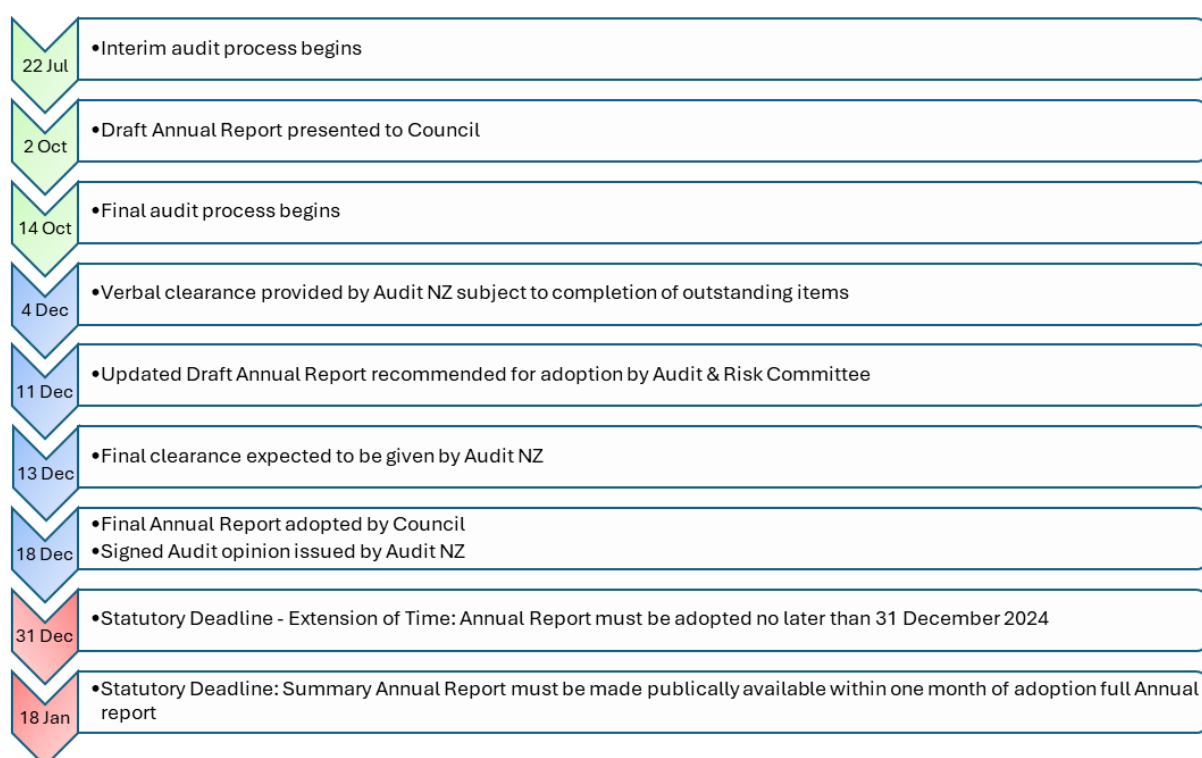 22 Jul
•Interim audit process begins
2 Oct
•Draft Annual Report presented to Council
14 Oct
•Final audit process begins
4 Dec
•Verbal clearance provided by Audit NZ subject to completion of outstanding items
11 Dec
•Updated Draft Annual Report recommended for adoption by Audit & Risk Committee
13 Dec
•Final clearance expected to be given by Audit NZ
18 Dec
•Final Annual Report adopted by Council
•Signed Audit opinion issued by Audit NZ
31 Dec
•Statutory Deadline - Extension of Time: Annual Report must be adopted no later than 31 December 2024
18 Jan
•Statutory Deadline: Summary Annual Report must be made publically available within one month of adoption full Annual
report